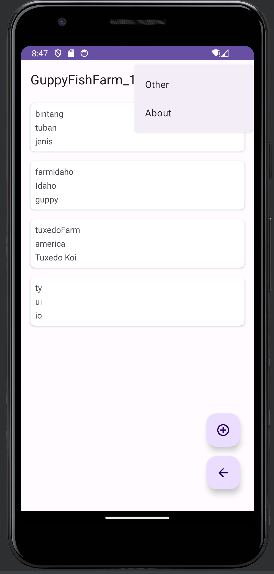 8:47
GuppyFishFarm_1
Other
About
bintang
tuban
jenis
farmidaho
Idaho
guppy
tuxedoFarm
america
Tuxedo Koi
ty
ui
io